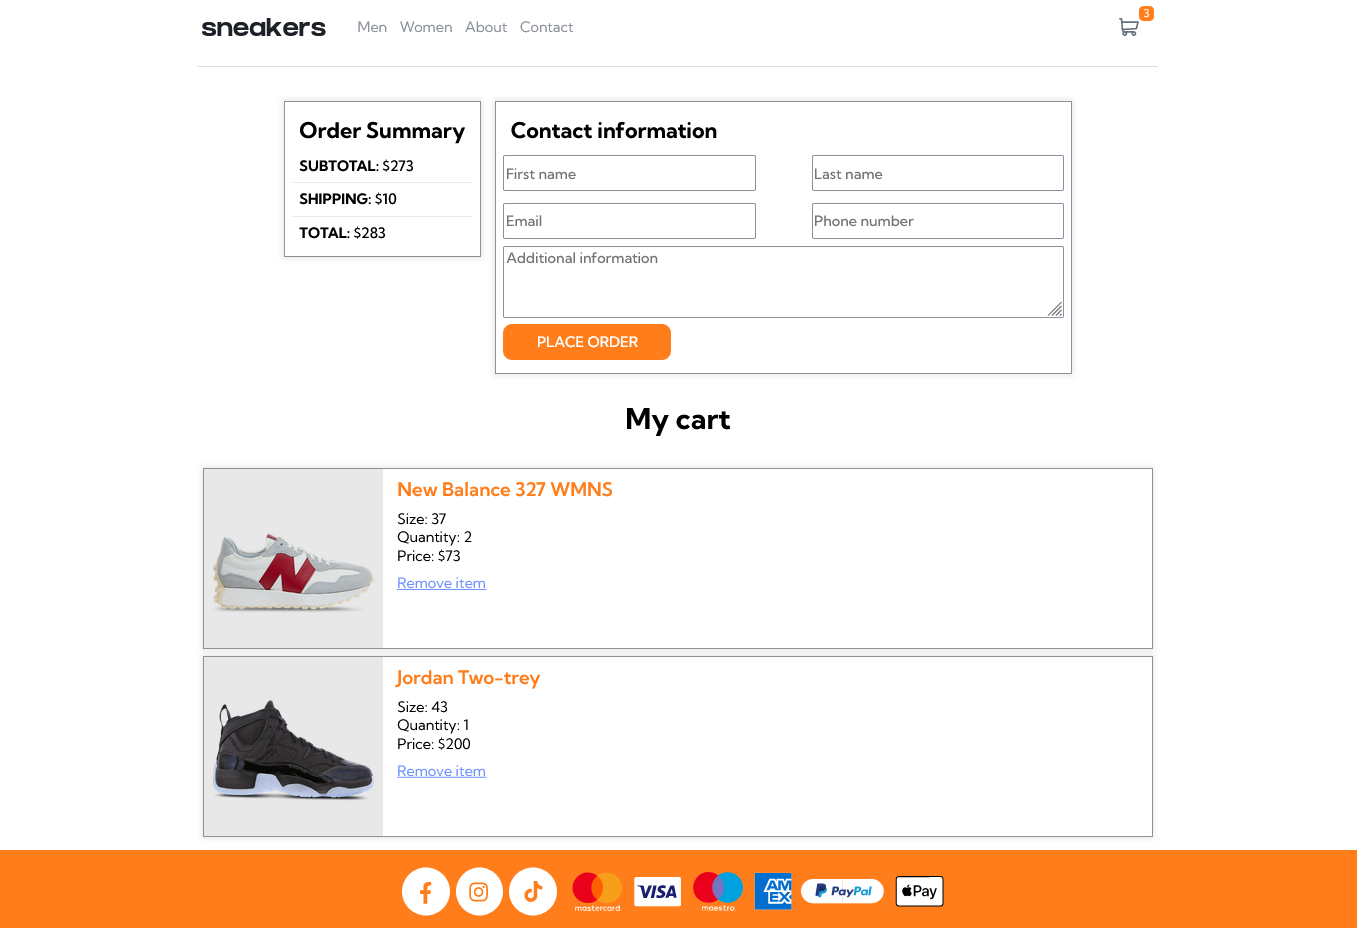 sneakers
Men Women About Contact
3
Order Summary
SUBTOTAL: $273
SHIPPING: $10
TOTAL: $283
Contact information
First name
Last name
Email
Phone number
Additional information
PLACE ORDER
My cart
New Balance 327 WMNS
Size: 37
Quantity: 2
Price: $73
Remove item
Jordan Two-trey
Size: 43
Quantity: 1
Price: $200
Remove item
mastercard.
VISA
maestro.
AM
EX
PayPal
Pay